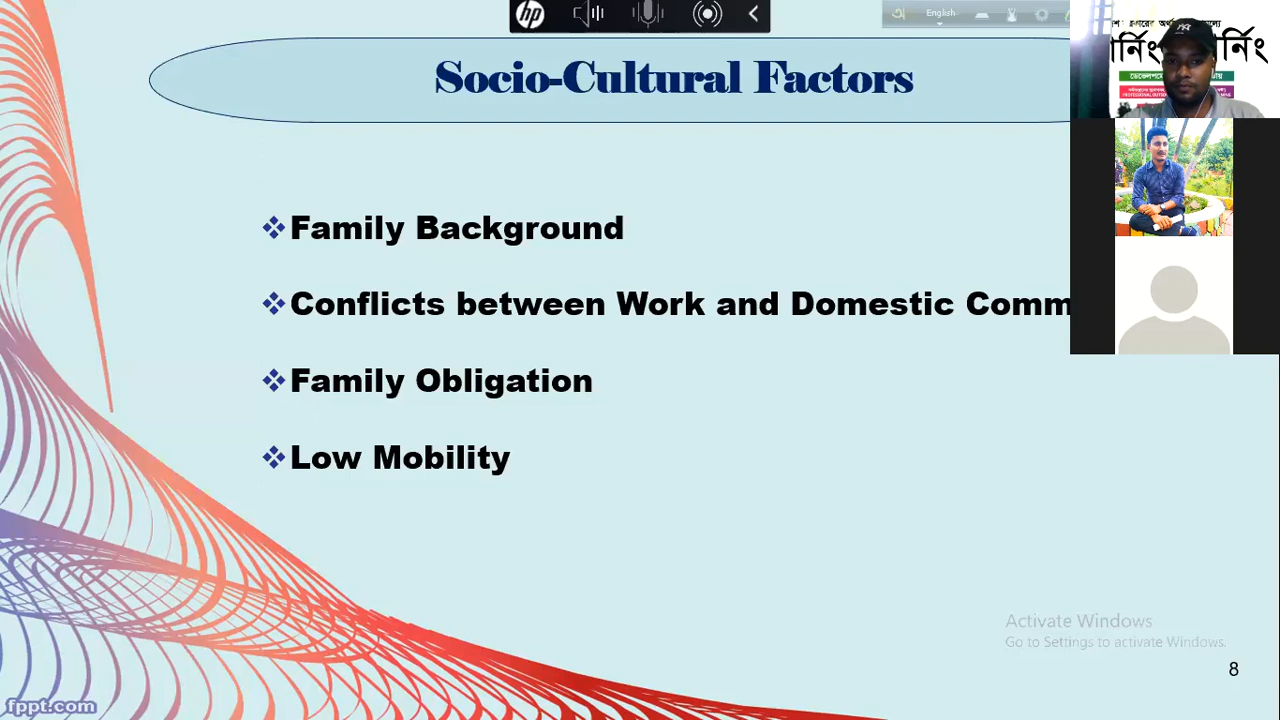 English
Socio-Cultural Factors
র্নিং
র্নিং
❖Family Background
❖Conflicts between Work and Domestic Comm
❖Family Obligation
❖Low Mobility
Activate Windows
Go to Settings to activate Windows.
8
fppt.com